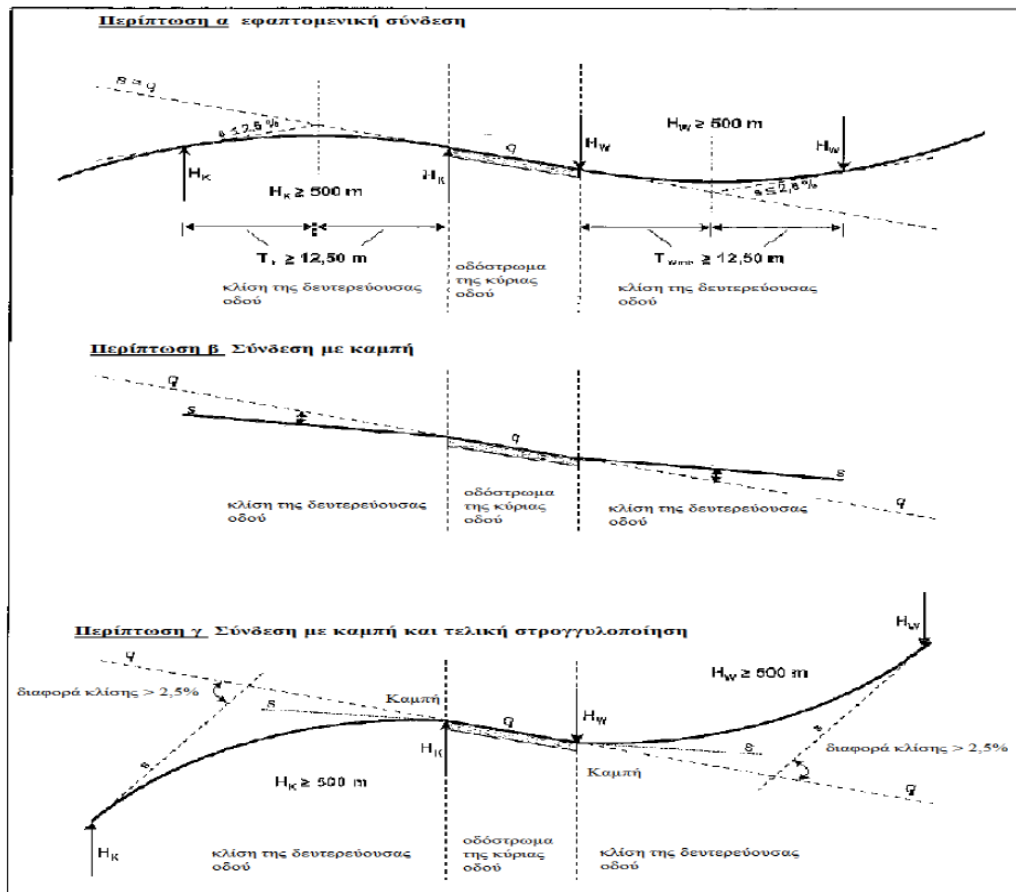 Περίπτωση α εφαπτομενική σύνδεση
s = q
s ≤ 2,5 %
H_K
H_K ≥ 500 m
H_K
q
H_W
H_W ≥ 500 m
H_W
s ≤ 2,5%
≥ 12,50 m
≥ 12,50 m
κλίση της δευτερεύουσας
οδού
οδόστρωμα
της κύριας
οδού
κλίση της δευτερεύουσας
οδού
Περίπτωση β Σύνδεση με καμπή
q
s
q
s
q
κλίση της δευτερεύουσας
οδού
οδόστρωμα
της κύριας
οδού
κλίση της δευτερεύουσας
οδού
Περίπτωση γ Σύνδεση με καμπή και τελική στρογγυλοποίηση
H_W
q
διαφορά κλίσης > 2,5%
s
Καμπή
H_W ≥ 500 m
q
H_W
H_K
s
s
s
διαφορά κλίσης > 2,5%
Καμπή
H_K ≥ 500 m
q
H_K
κλίση της δευτερεύουσας
οδού
οδόστρωμα
της κύριας
οδού
κλίση της δευτερεύουσας
οδού